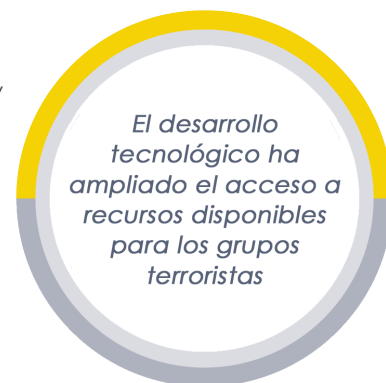 El desarrollo
tecnológico ha
ampliado el acceso a
recursos disponibles
para los grupos
terroristas